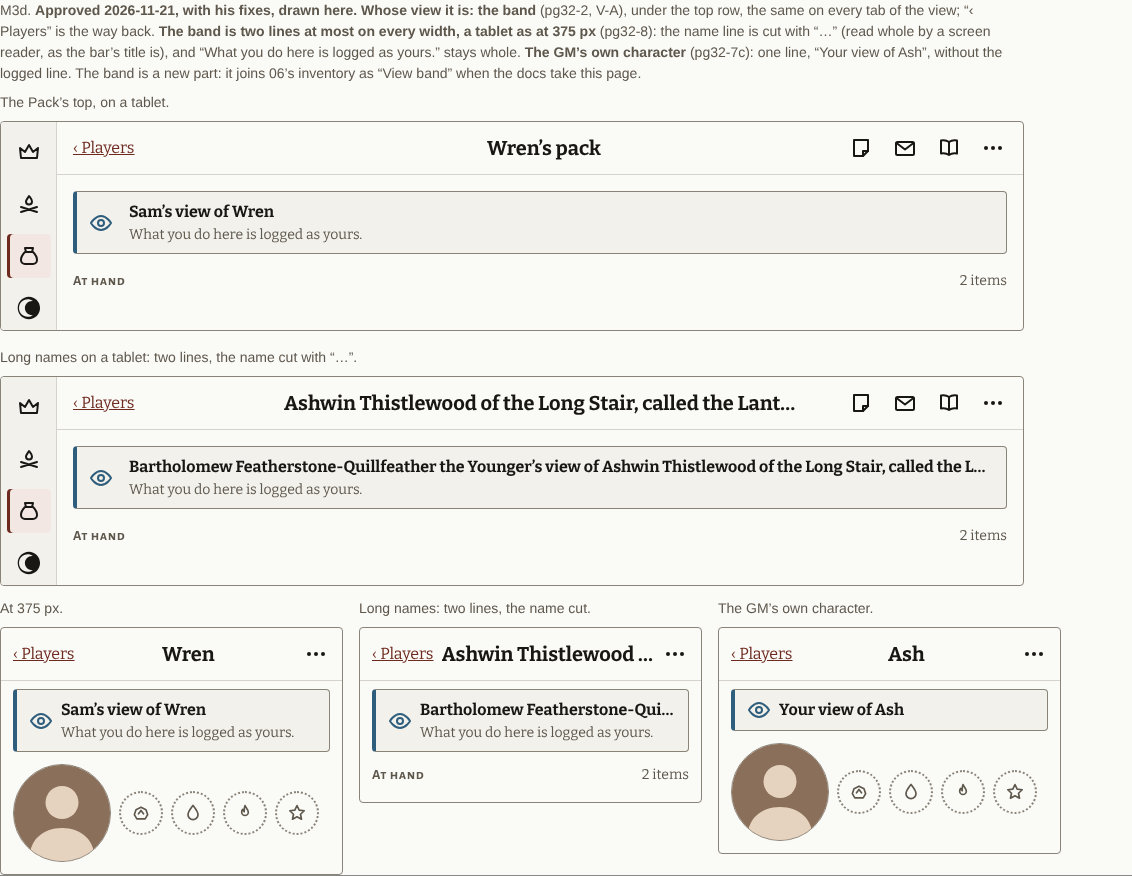 M3d. Approved 2026-11-21, with his fixes, drawn here. Whose view it is: the band (pg32-2, V-A), under the top row, the same on every tab of the view; “‹
Players” is the way back. The band is two lines at most on every width, a tablet as at 375 px (pg32-8): the name line is cut with “…” (read whole by a screen
reader, as the bar’s title is), and “What you do here is logged as yours.” stays whole. The GM’s own character (pg32-7c): one line, “Your view of Ash”, without the
logged line. The band is a new part: it joins 06’s inventory as “View band” when the docs take this page.
The Pack’s top, on a tablet.
‹ Players
Wren’s pack
Sam’s view of Wren
What you do here is logged as yours.
At hand
2 items
Long names on a tablet: two lines, the name cut with “…”.
‹ Players
Ashwin Thistlewood of the Long Stair, called the Lant…
Bartholomew Featherstone-Quillfeather the Younger’s view of Ashwin Thistlewood of the Long Stair, called the L…
What you do here is logged as yours.
At hand
2 items
At 375 px.
‹ Players
Wren
Sam’s view of Wren
What you do here is logged as yours.
Long names: two lines, the name cut.
‹ Players
Ashwin Thistlewood …
Bartholomew Featherstone-Qui…
What you do here is logged as yours.
At hand
2 items
The GM’s own character.
‹ Players
Ash
Your view of Ash